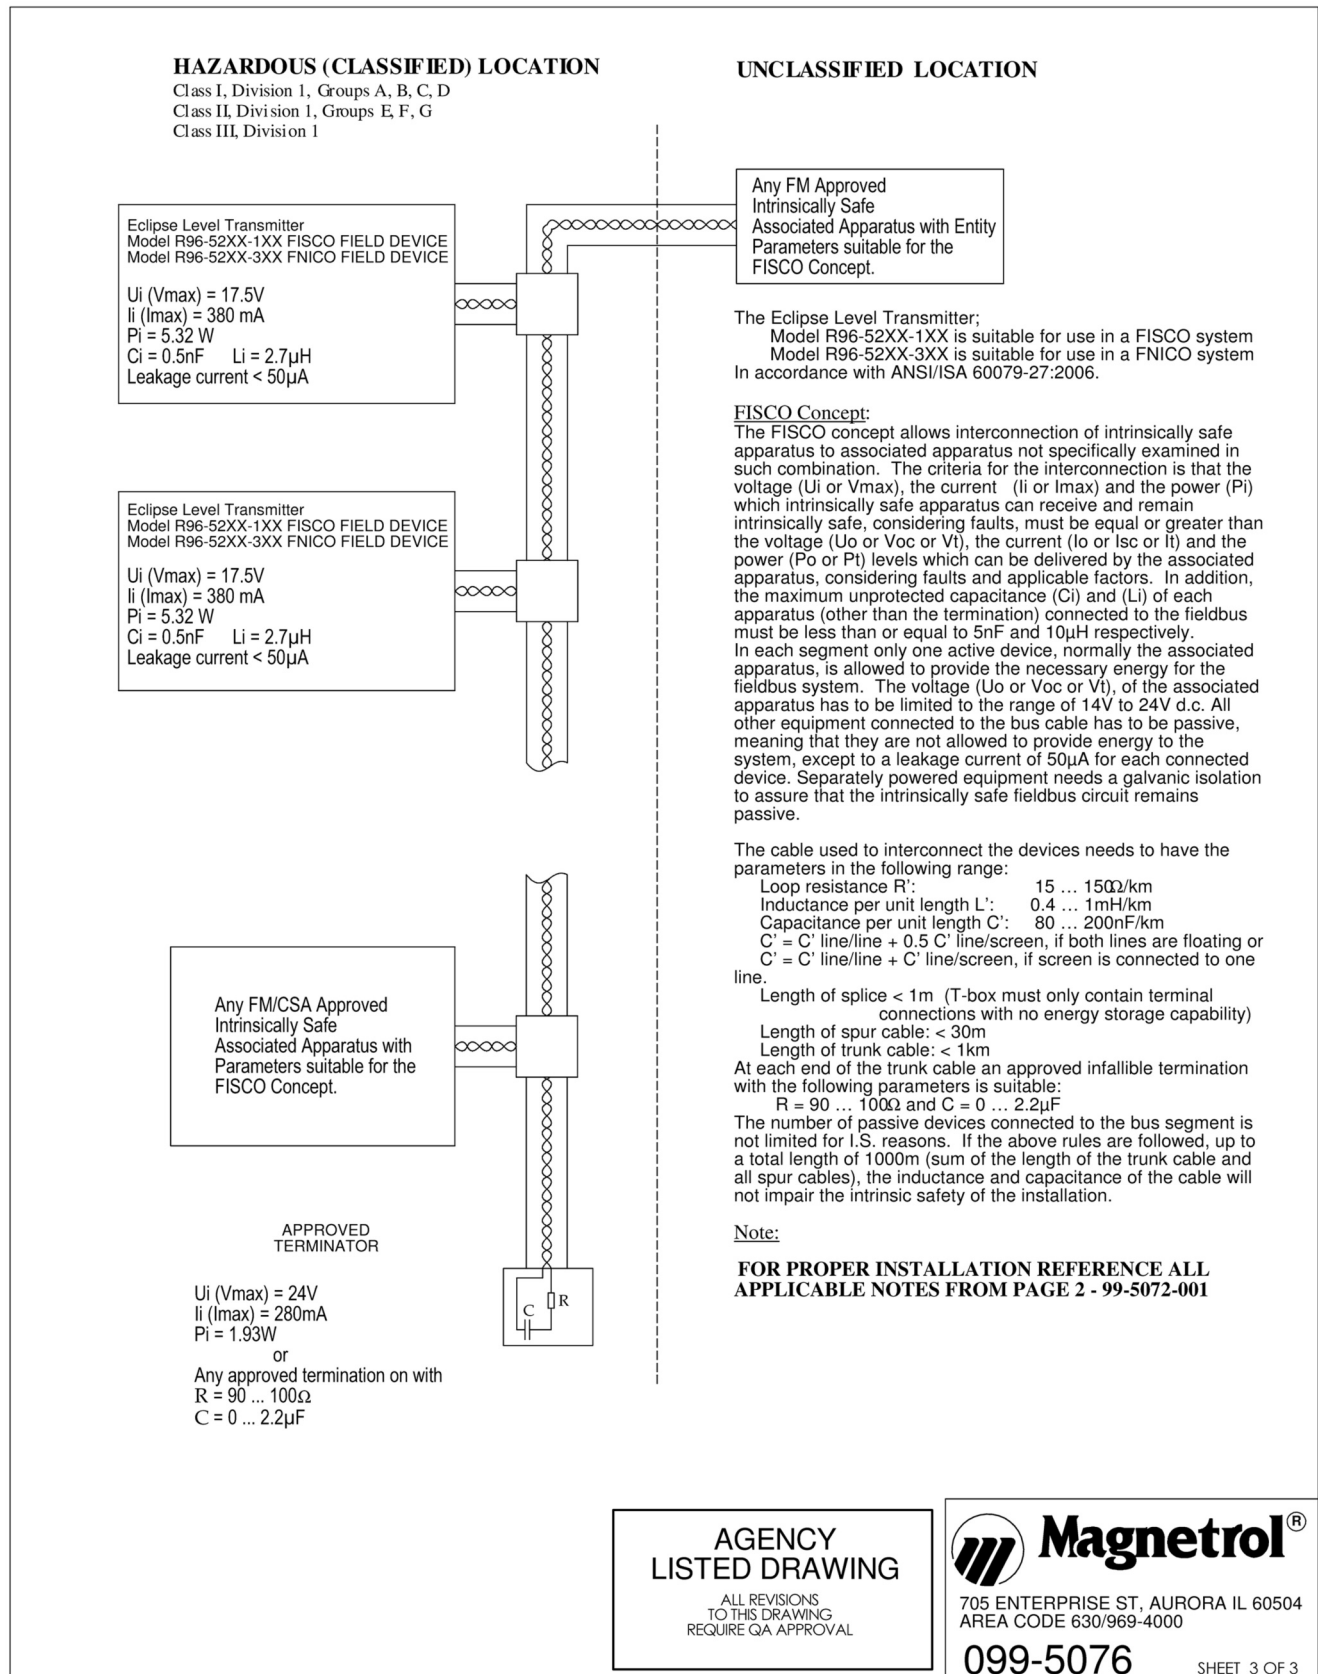 HAZARDOUS (CLASSIFIED) LOCATION
Class I, Division 1, Groups A, B, C, D
Class II, Division 1, Groups E, F, G
Class III, Division 1
Eclipse Level Transmitter
Model R96-52XX-1XX FISCO FIELD DEVICE
Model R96-52XX-3XX FNICO FIELD DEVICE
Ui (Vmax) = 17.5V
Ii (Imax) = 380 mA
Pi = 5.32 W
Ci = 0.5nF Li = 2.7µH
Leakage current < 50µA
Eclipse Level Transmitter
Model R96-52XX-1XX FISCO FIELD DEVICE
Model R96-52XX-3XX FNICO FIELD DEVICE
Ui (Vmax) = 17.5V
Ii (Imax) = 380 mA
Pi = 5.32 W
Ci = 0.5nF Li = 2.7µH
Leakage current < 50µA
Any FM/CSA Approved
Intrinsically Safe
Associated Apparatus with
Parameters suitable for the
FISCO Concept.
APPROVED
TERMINATOR
Ui (Vmax) = 24V
Ii (Imax) = 280mA
Pi = 1.93W
or
Any approved termination on with
R = 90 ... 100Ω
C = 0 ... 2.2µF
C
R
UNCLASSIFIED LOCATION
Any FM Approved
Intrinsically Safe
Associated Apparatus with Entity
Parameters suitable for the
FISCO Concept.
The Eclipse Level Transmitter;
Model R96-52XX-1XX is suitable for use in a FISCO system
Model R96-52XX-3XX is suitable for use in a FNICO system
In accordance with ANSI/ISA 60079-27:2006.
FISCO Concept:
The FISCO concept allows interconnection of intrinsically safe
apparatus to associated apparatus not specifically examined in
such combination. The criteria for the interconnection is that the
voltage (Ui or Vmax), the current (Ii or Imax) and the power (Pi)
which intrinsically safe apparatus can receive and remain
intrinsically safe, considering faults, must be equal or greater than
the voltage (Uo or Voc or Vt), the current (Io or Isc or It) and the
power (Po or Pt) levels which can be delivered by the associated
apparatus, considering faults and applicable factors. In addition,
the maximum unprotected capacitance (Ci) and (Li) of each
apparatus (other than the termination) connected to the fieldbus
must be less than or equal to 5nF and 10µH respectively.
In each segment only one active device, normally the associated
apparatus, is allowed to provide the necessary energy for the
fieldbus system. The voltage (Uo or Voc or Vt), of the associated
apparatus has to be limited to the range of 14V to 24V d.c. All
other equipment connected to the bus cable has to be passive,
meaning that they are not allowed to provide energy to the
system, except to a leakage current of 50µA for each connected
device. Separately powered equipment needs a galvanic isolation
to assure that the intrinsically safe fieldbus circuit remains
passive.
The cable used to interconnect the devices needs to have the
parameters in the following range:
Loop resistance R': 15 ... 150Ω/km
Inductance per unit length L': 0.4 ... 1mH/km
Capacitance per unit length C': 80 ... 200nF/km
C' = C' line/line + 0.5 C' line/screen, if both lines are floating or
C' = C' line/line + C' line/screen, if screen is connected to one
line.
Length of splice < 1m (T-box must only contain terminal
connections with no energy storage capability)
Length of spur cable: < 30m
Length of trunk cable: < 1km
At each end of the trunk cable an approved infallible termination
with the following parameters is suitable:
R = 90 ... 100Ω and C = 0 ... 2.2µF
The number of passive devices connected to the bus segment is
not limited for I.S. reasons. If the above rules are followed, up to
a total length of 1000m (sum of the length of the trunk cable and
all spur cables), the inductance and capacitance of the cable will
not impair the intrinsic safety of the installation.
Note:
FOR PROPER INSTALLATION REFERENCE ALL
APPLICABLE NOTES FROM PAGE 2 - 99-5072-001
AGENCY
LISTED DRAWING
ALL REVISIONS
TO THIS DRAWING
REQUIRE QA APPROVAL
Magnetrol®
705 ENTERPRISE ST, AURORA IL 60504
AREA CODE 630/969-4000
099-5076
SHEET 3 OF 3